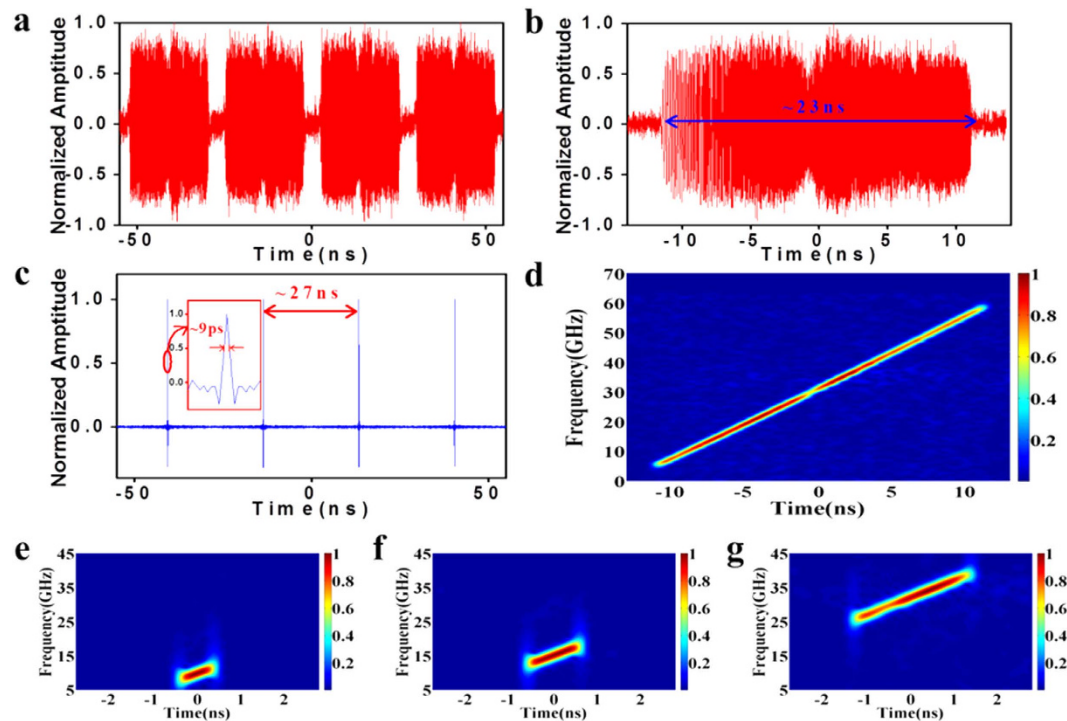 a
Normalized Amptitude
1.0
0.5
0.0
-0.5
-1.0
-50 0 50
Time(ns)
b
Normalized Amptitude
1.0
0.5
0.0
-0.5
-1.0
~23ns
-10 -5 0 5 10
Time(ns)
c
Normalized Amptitude
1.0
0.5
0.0
~9ps
1.0
0.5
0.0
~27ns
-50 0 50
Time(ns)
d
Frequency(GHz)
70
60
50
40
30
20
10
0
-10 -5 0 5 10
Time(ns)
1
0.8
0.6
0.4
0.2
e
Frequency(GHz)
45
35
25
15
5
-2 -1 0 1 2
Time(ns)
1
0.8
0.6
0.4
0.2
f
Frequency(GHz)
45
35
25
15
5
-2 -1 0 1 2
Time(ns)
1
0.8
0.6
0.4
0.2
g
Frequency(GHz)
45
35
25
15
5
-2 -1 0 1 2
Time(ns)
1
0.8
0.6
0.4
0.2